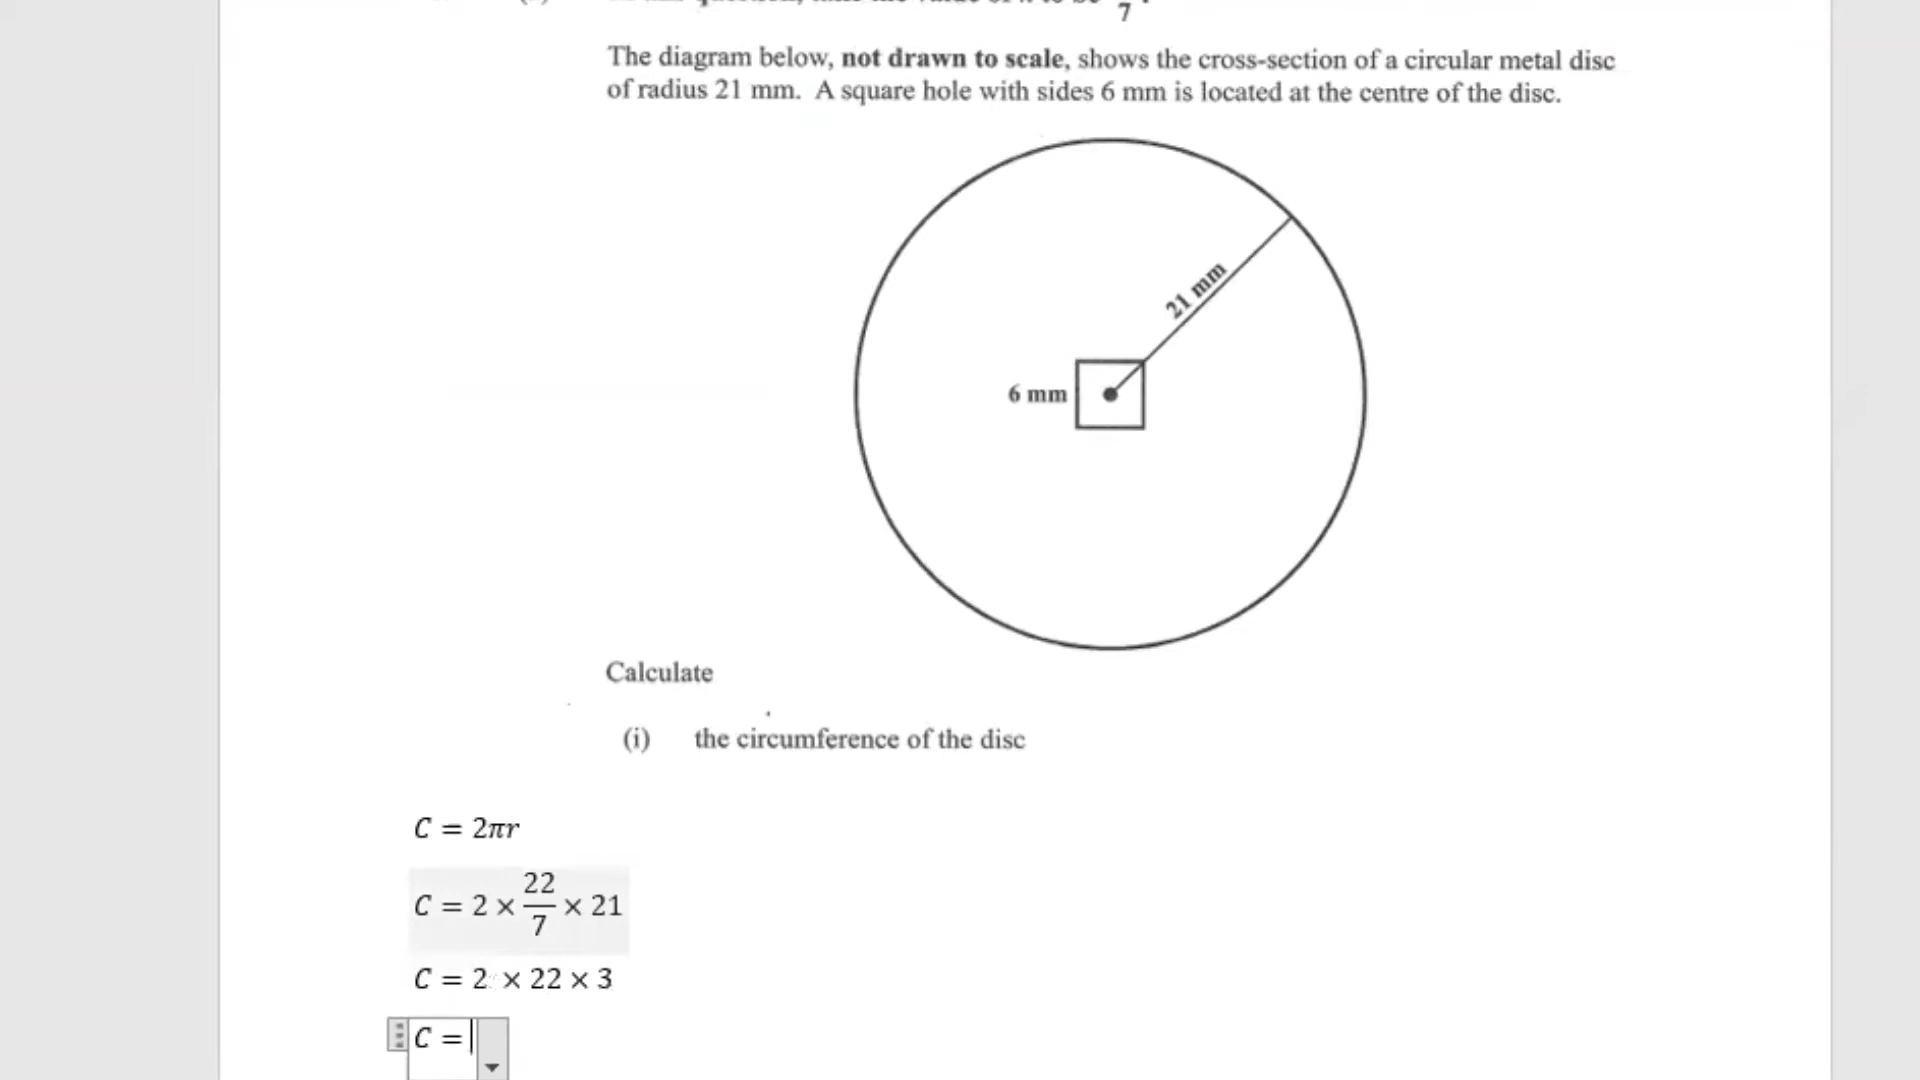 7
The diagram below, not drawn to scale, shows the cross-section of a circular metal disc
of radius 21 mm. A square hole with sides 6 mm is located at the centre of the disc.
21 mm
6 mm
Calculate
(i) the circumference of the disc
C = 2πr
C = 2 × 22/7 × 21
C = 2 × 22 × 3
C =